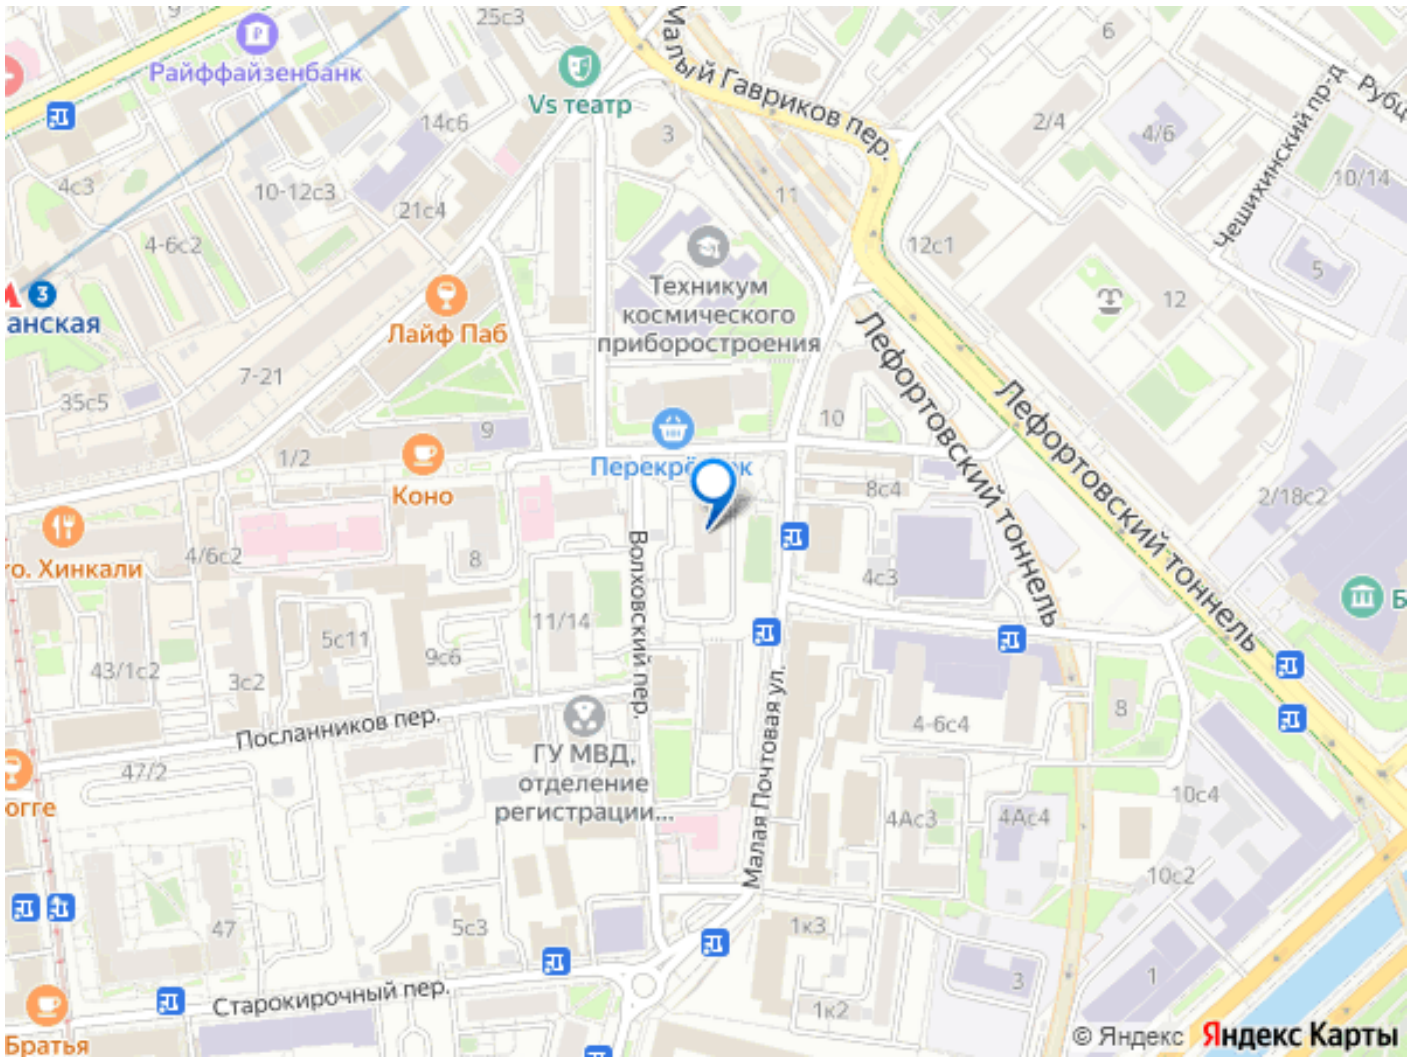 9
25с3
Малый Гавриков пер.
6
Райффайзенбанк
Vs театр
14с6
3
2/4
4/6
Чешихинский пр-д
4с3
10-12с3
21с4
11
10/14
4-6с2
12с1
5
3
анская
Лайф Паб
Техникум
космического
приборостроения
12
7-21
35с5
10
Лефортовский тоннель
Лефортовский тоннель
1/2
9
Коно
8с4
2/18с2
4/6с2
го. Хинкали
8
Волховский пер.
4с3
Б
11/14
5с11
9с6
43/1с2
3с2
Посланников пер.
47/2
ГУ МВД,
отделение
регистрации...
Малая Почтовая ул.
4-6с4
8
огге
4Ас3
4Ас4
10с4
10с2
47
5с3
1к3
3
1
Старокирочный пер.
1к2
Братья
© Яндекс Яндекс Карты